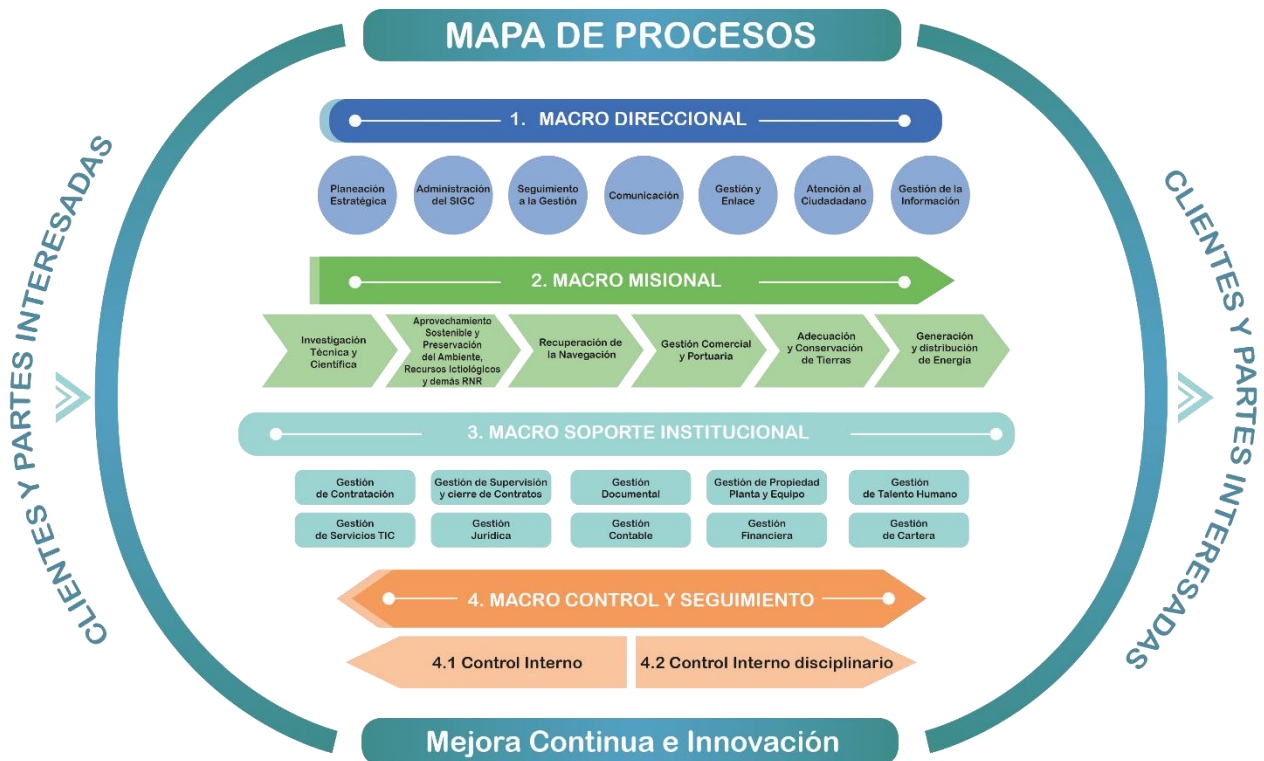 MAPA DE PROCESOS
CLIENTES Y PARTES INTERESADAS
1. MACRO DIRECCIONAL
Planeación
Estratégica
Administración
del SIGC
Seguimiento
a la Gestión
Comunicación
Gestión y
Enlace
Atención al
Ciudadadano
Gestión de la
Información
2. MACRO MISIONAL
Investigación
Técnica y
Científica
Aprovechamiento
Sostenible y
Preservación
del Ambiente,
Recursos Ictiológicos
y demás RNR
Recuperación de
la Navegación
Gestión Comercial
y Portuaria
Adecuación
y Conservación
de Tierras
Generación
y distribución
de Energía
3. MACRO SOPORTE INSTITUCIONAL
Gestión
de Contratación
Gestión de Supervisión
y cierre de Contratos
Gestión
Documental
Gestión de Propiedad
Planta y Equipo
Gestión
de Talento Humano
Gestión
de Servicios TIC
Gestión
Jurídica
Gestión
Contable
Gestión
Financiera
Gestión
de Cartera
4. MACRO CONTROL Y SEGUIMIENTO
4.1 Control Interno
4.2 Control Interno disciplinario
CLIENTES Y PARTES INTERESADAS
Mejora Continua e Innovación